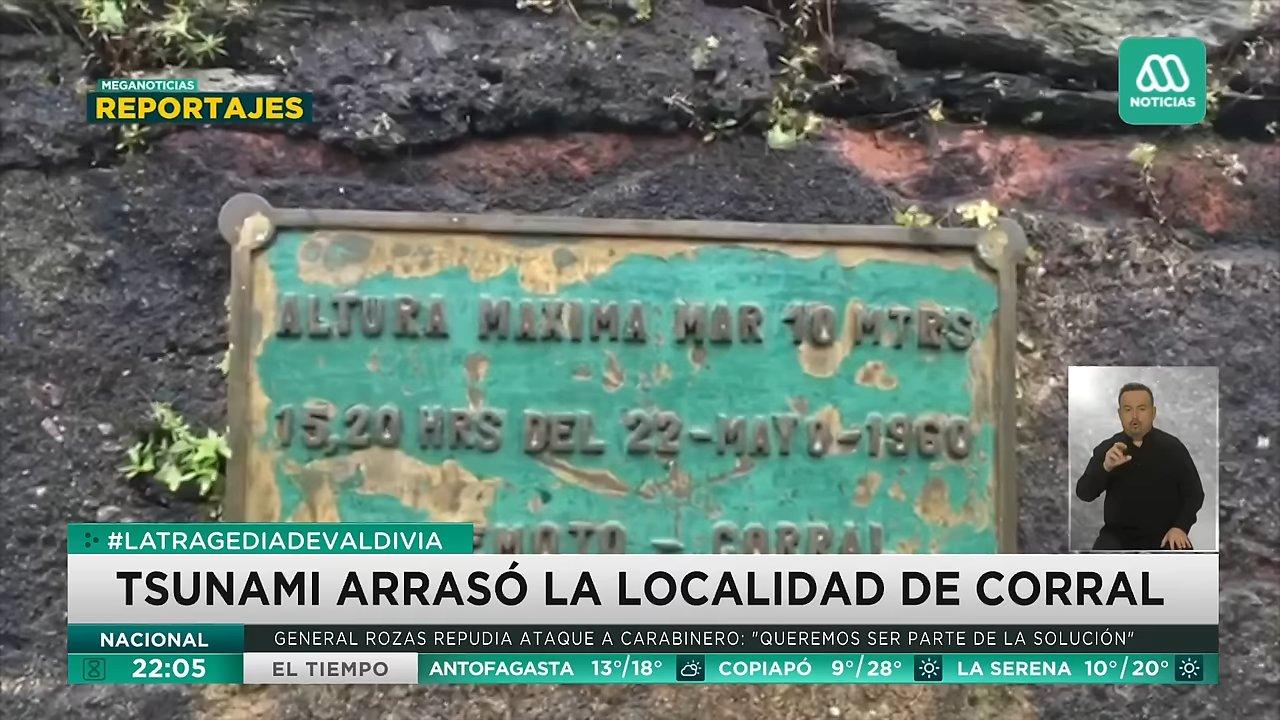 MEGANOTICIAS
REPORTAJES
NOTICIAS
ALTURA MAXIMA MAR 10 MTRS
15,20 HRS DEL 22-MAYO-1960
EMOTO - CORRAL
#LATRAGEDIADEVALDIVIA
TSUNAMI ARRASÓ LA LOCALIDAD DE CORRAL
NACIONAL
GENERAL ROZAS REPUDIA ATAQUE A CARABINERO: "QUEREMOS SER PARTE DE LA SOLUCIÓN"
22:05
EL TIEMPO
ANTOFAGASTA 13°/18° COPIAPÓ 9°/28° LA SERENA 10°/20°